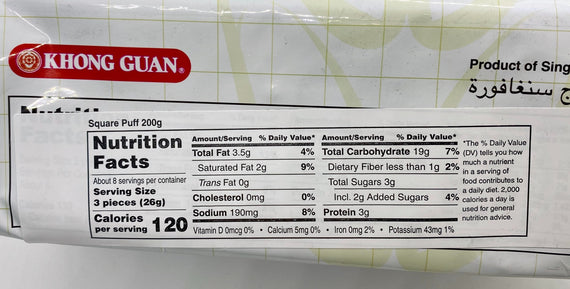 KHONG GUAN®
Product of Sing
ج سنغافورة
Nutriti
Facts
Square Puff 200g
Nutrition
Facts
About 8 servings per container
Serving Size
3 pieces (26g)
Calories
per serving 120
Amount/Serving % Daily Value*
Total Fat 3.5g 4%
Saturated Fat 2g 9%
Trans Fat 0g
Cholesterol 0mg 0%
Sodium 190mg 8%
Amount/Serving % Daily Value*
Total Carbohydrate 19g 7%
Dietary Fiber less than 1g 2%
Total Sugars 3g
Incl. 2g Added Sugars 4%
Protein 3g
Vitamin D 0mcg 0% • Calcium 5mg 0% • Iron 0mg 2% • Potassium 43mg 1%
*The % Daily Value
(DV) tells you how
much a nutrient
in a serving of
food contributes to
a daily diet. 2,000
calories a day is
used for general
nutrition advice.